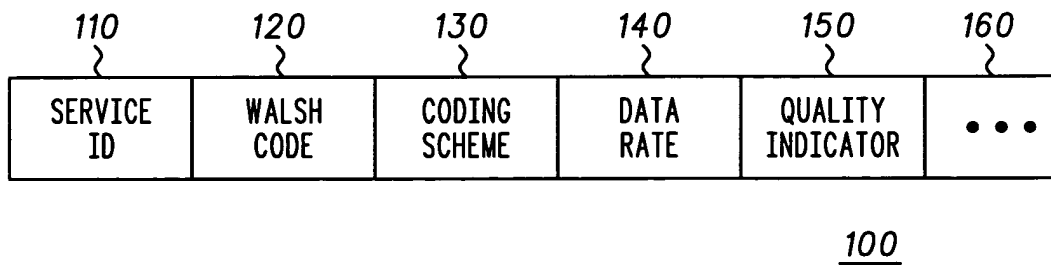 110 120 130 140 150 160
SERVICE ID
WALSH CODE
CODING SCHEME
DATA RATE
QUALITY INDICATOR
•••
100